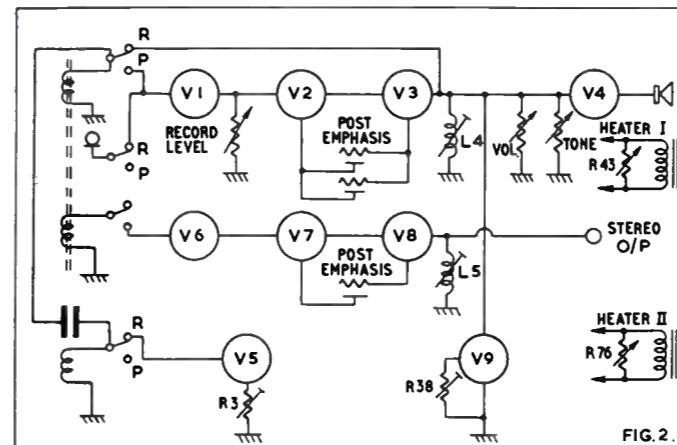 R
P
V1
V2
V3
V4
RECORD
LEVEL
POST
EMPHASIS
L4
VOL.
TONE
HEATER I
R43
R
P
V6
V7
V8
POST
EMPHASIS
L5
STEREO
O/P
R
P
V5
R3
V9
R38
HEATER II
R76
FIG.2.